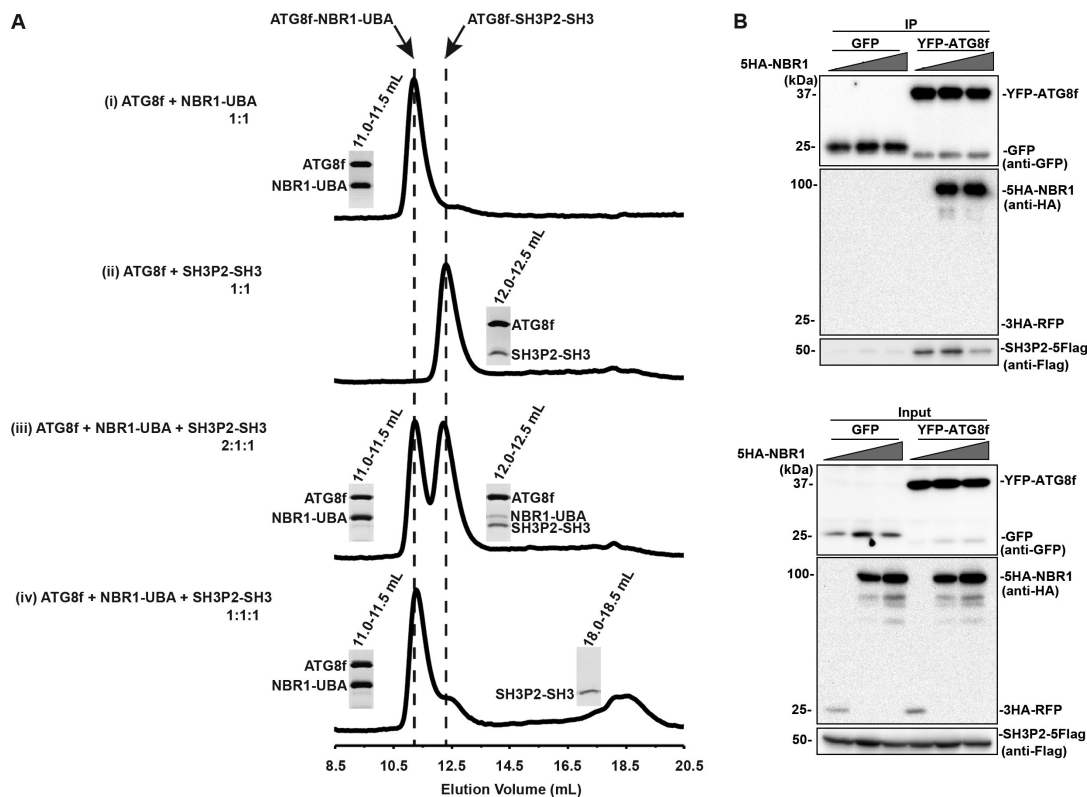 A
ATG8f-NBR1-UBA
ATG8f-SH3P2-SH3
(i) ATG8f + NBR1-UBA
1:1
11.0-11.5 mL
ATG8f
NBR1-UBA
(ii) ATG8f + SH3P2-SH3
1:1
12.0-12.5 mL
ATG8f
SH3P2-SH3
(iii) ATG8f + NBR1-UBA + SH3P2-SH3
2:1:1
11.0-11.5 mL
ATG8f
NBR1-UBA
12.0-12.5 mL
ATG8f
NBR1-UBA
SH3P2-SH3
(iv) ATG8f + NBR1-UBA + SH3P2-SH3
1:1:1
11.0-11.5 mL
ATG8f
NBR1-UBA
18.0-18.5 mL
SH3P2-SH3
8.5 10.5 12.5 14.5 16.5 18.5 20.5
Elution Volume (mL)
B
IP
GFP YFP-ATG8f
5HA-NBR1
(kDa)
37- -YFP-ATG8f
25- -GFP
(anti-GFP)
100- -5HA-NBR1
(anti-HA)
25- -3HA-RFP
50- -SH3P2-5Flag
(anti-Flag)
Input
GFP YFP-ATG8f
5HA-NBR1
(kDa)
37- -YFP-ATG8f
25- -GFP
(anti-GFP)
100- -5HA-NBR1
(anti-HA)
25- -3HA-RFP
50- -SH3P2-5Flag
(anti-Flag)